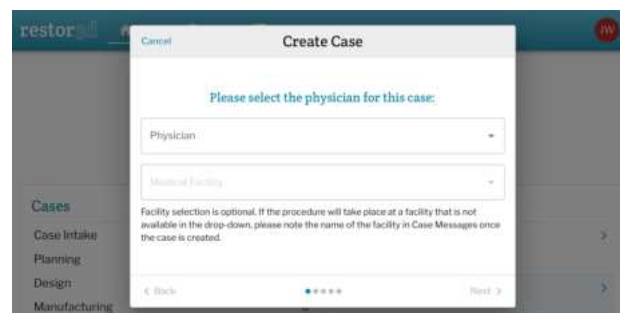 restor3d
IW
Cancel
Create Case
Please select the physician for this case:
Physician
Medical Facility
Facility selection is optional. If the procedure will take place at a facility that is not
available in the drop-down, please note the name of the facility in Case Messages once
the case is created.
< Back
Next >
Cases
Case Intake
Planning
Design
Manufacturing